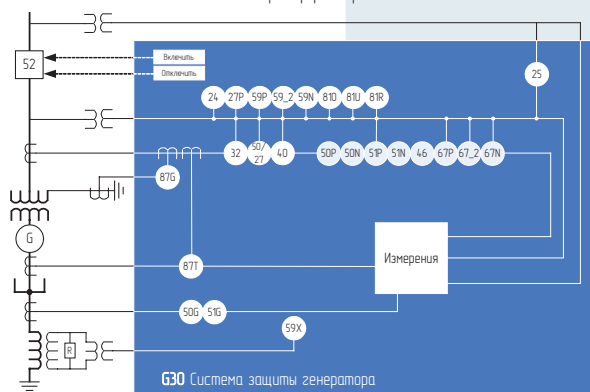 52
Включить
Отключить
25
24 27P 59P 59_2 59N 81O 81U 81R
32 50/27 40 50P 50N 51P 51N 46 67P 67_2 67N
87G
G
87T
Измерения
50G 51G
59X
R
G30 Система защиты генератора